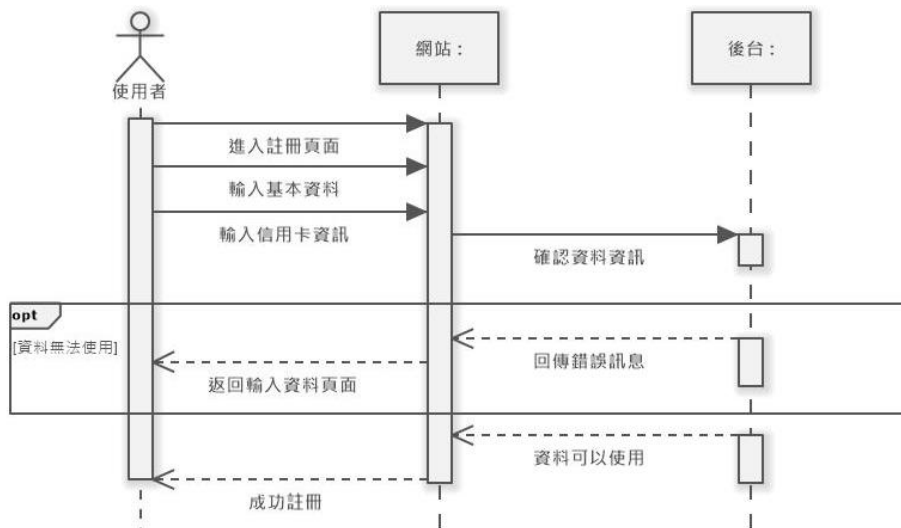 網站：
後台：
使用者
進入註冊頁面
輸入基本資料
輸入信用卡資訊
確認資料資訊
opt
[資料無法使用]
回傳錯誤訊息
返回輸入資料頁面
資料可以使用
成功註冊